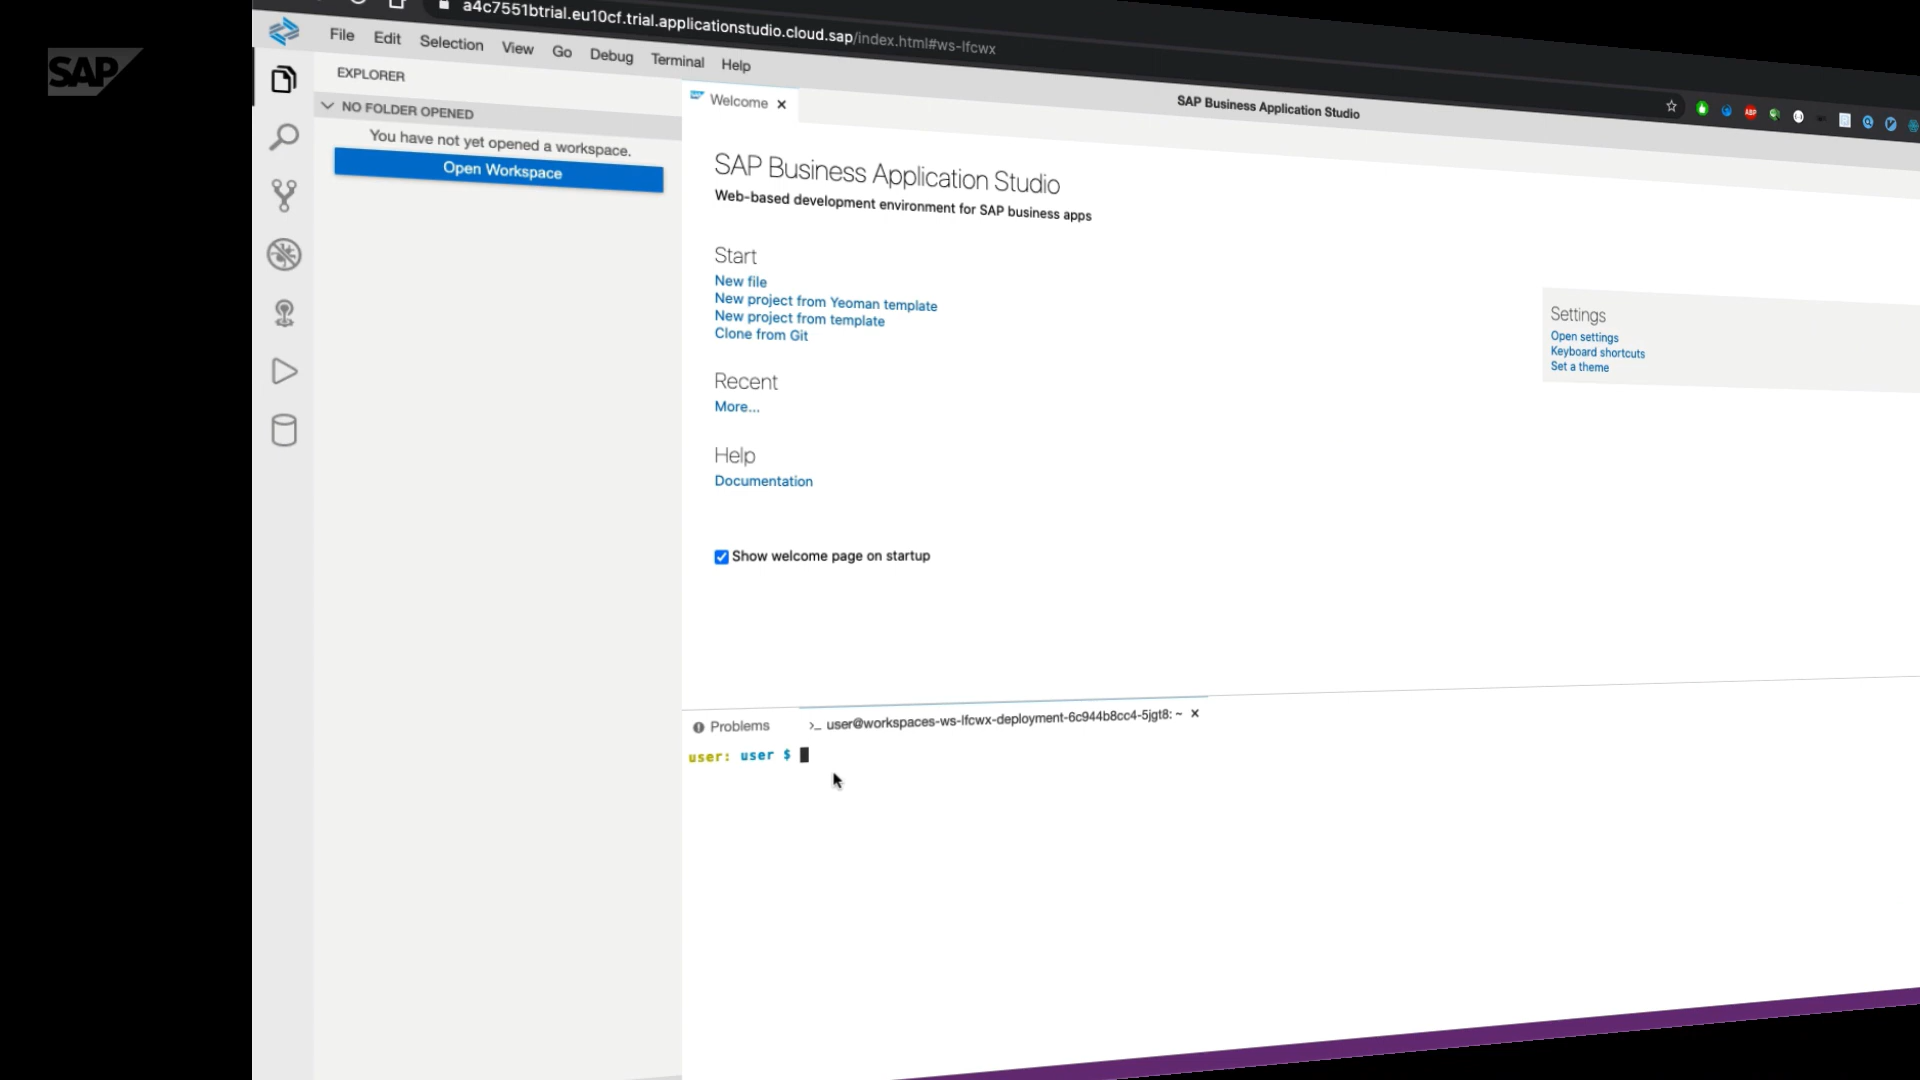 SAP
a4c7551btrial.eu10cf.trial.applicationstudio.cloud.sap/index.html#ws-lfcwx
File Edit Selection View Go Debug Terminal Help
SAP Business Application Studio
ABP
EXPLORER
NO FOLDER OPENED
You have not yet opened a workspace.
Open Workspace
Welcome
SAP Business Application Studio
Web-based development environment for SAP business apps
Start
New file
New project from Yeoman template
New project from template
Clone from Git
Recent
More...
Help
Documentation
Show welcome page on startup
Settings
Open settings
Keyboard shortcuts
Set a theme
Problems
>_ user@workspaces-ws-lfcwx-deployment-6c944b8cc4-5jgt8: ~
user: user $